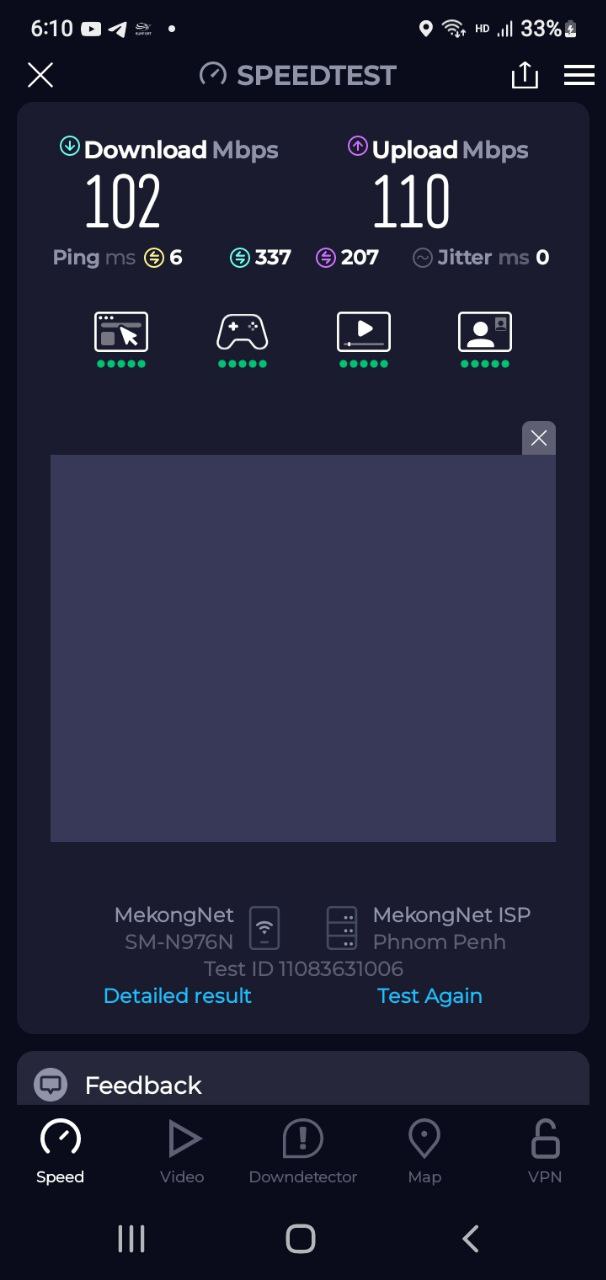 6:10 HD 33%
SPEEDTEST
Download Mbps Upload Mbps
102 110
Ping ms 6 337 207 Jitter ms 0
MekongNet MekongNet ISP
SM-N976N Phnom Penh
Test ID 11083631006
Detailed result Test Again
Feedback
Speed Video Downdetector Map VPN